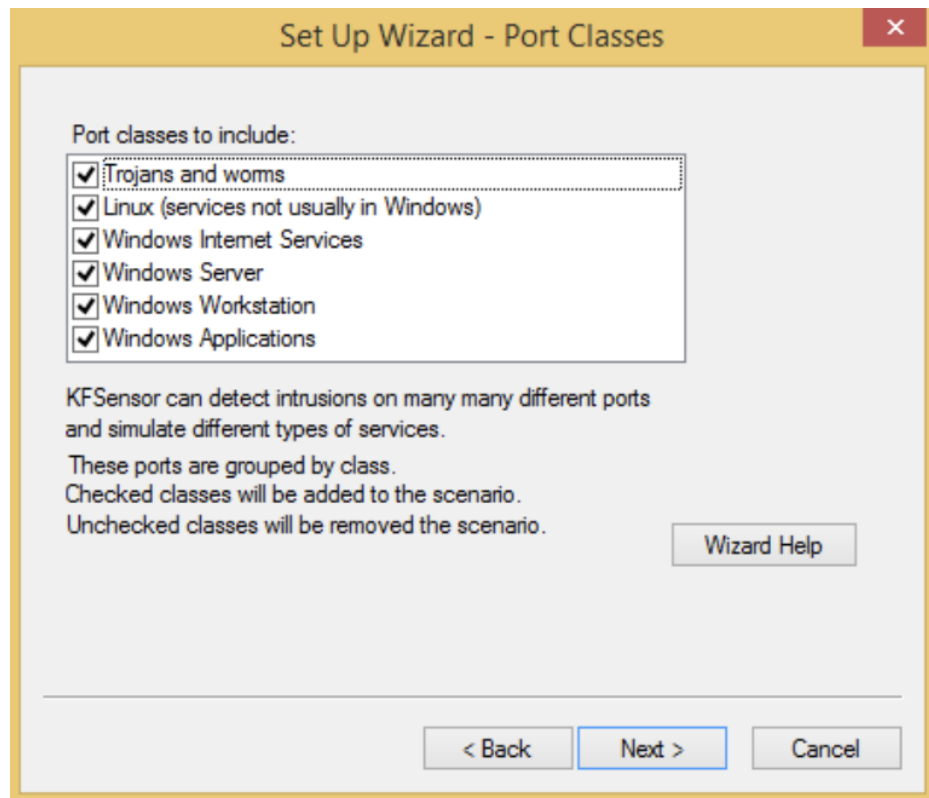 Set Up Wizard - Port Classes
Port classes to include:
Trojans and worms
Linux (services not usually in Windows)
Windows Internet Services
Windows Server
Windows Workstation
Windows Applications
KFSensor can detect intrusions on many many different ports
and simulate different types of services.
These ports are grouped by class.
Checked classes will be added to the scenario.
Unchecked classes will be removed the scenario.
Wizard Help
< Back
Next >
Cancel